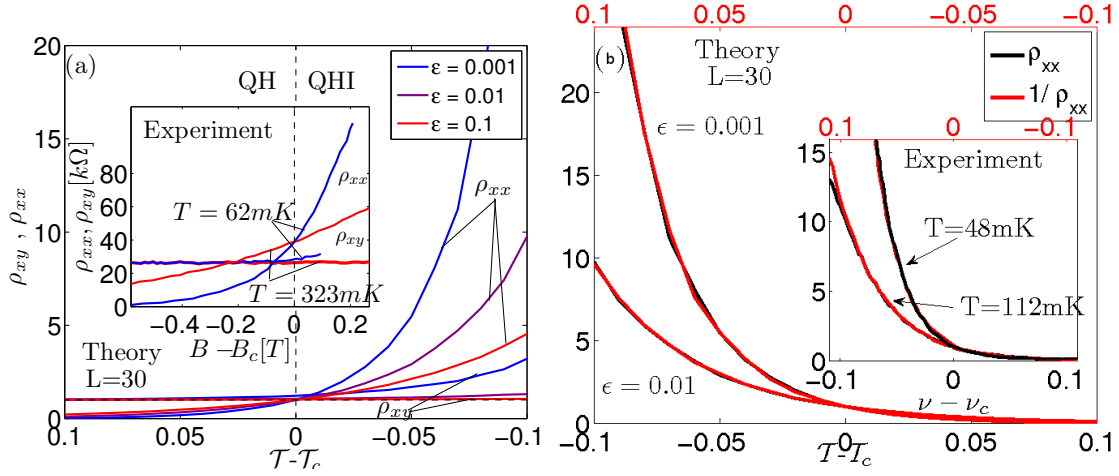 (a)
QH
QHI
ε = 0.001
ε = 0.01
ε = 0.1
20
15
10
5
0
ρxy , ρxx
Experiment
ρxx
T = 62mK
ρxy
T = 323mK
ρxx, ρxy[kΩ]
80
60
40
20
0
−0.4
−0.2
0
0.2
B −Bc[T]
ρxx
ρxy
Theory
L=30
0.1
0.05
0
−0.05
−0.1
𝒯-𝒯c
0.1
0.05
0
−0.05
−0.1
(b)
Theory
L=30
ρxx
1/ ρxx
ϵ = 0.001
ϵ = 0.01
20
15
10
5
0
0.1
0
−0.1
Experiment
T=48mK
T=112mK
15
10
5
0
−0.1
0
0.1
ν − νc
−0.1
−0.05
0
0.05
0.1
𝒯-𝒯c